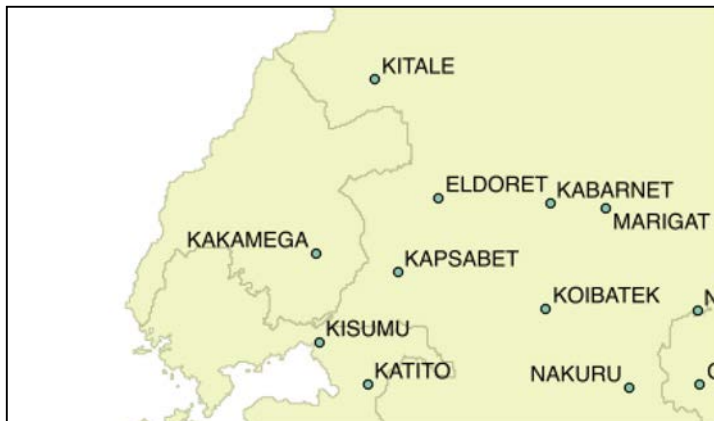 KITALE
ELDORET
KABARNET
MARIGAT
KAKAMEGA
KAPSABET
KOIBATEK
KISUMU
KATITO
NAKURU